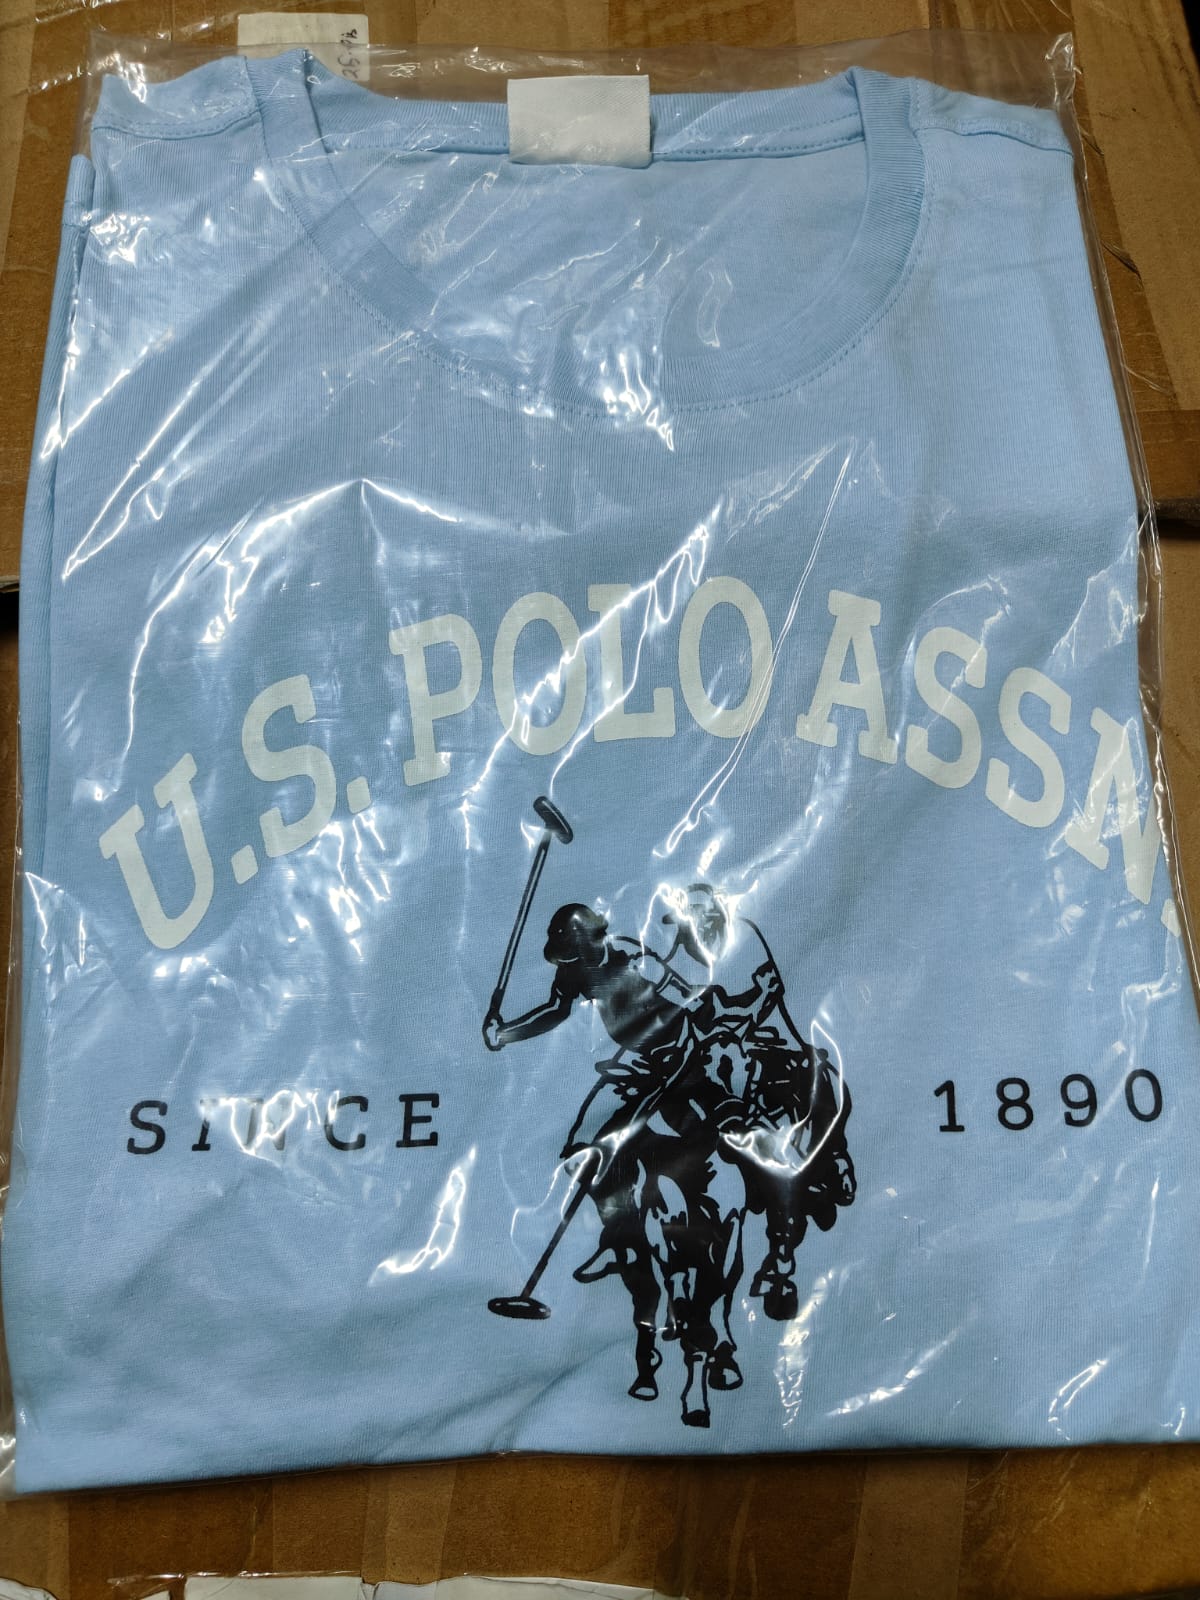 U.S. POLO ASSN.
SINCE 1890